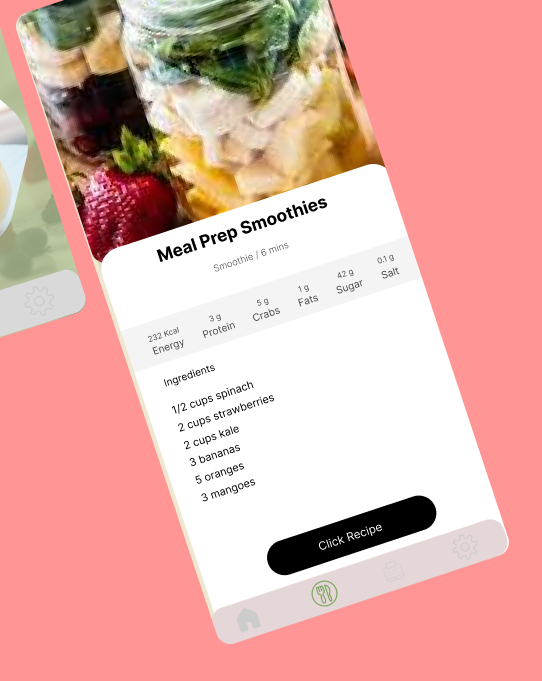 Meal Prep Smoothies
Smoothie / 6 mins
232 Kcal 3 g 5 g 1 g 42 g 0.1 g
Energy Protein Crabs Fats Sugar Salt
Ingredients
1/2 cups spinach
2 cups strawberries
2 cups kale
3 bananas
5 oranges
3 mangoes
Click Recipe